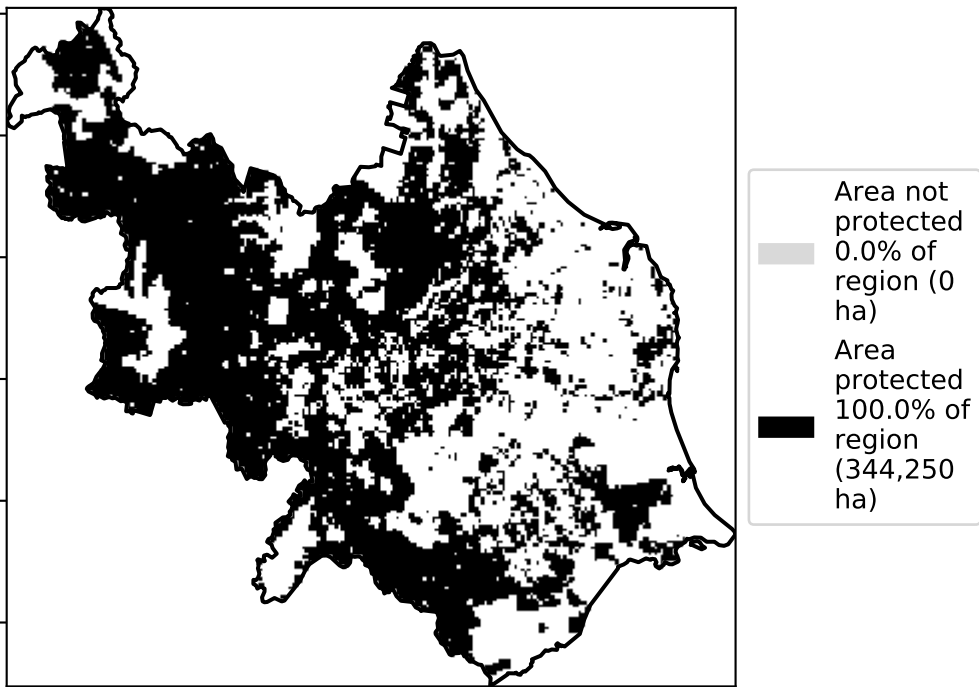 Area not
protected
0.0% of
region (0
ha)
Area
protected
100.0% of
region
(344,250
ha)